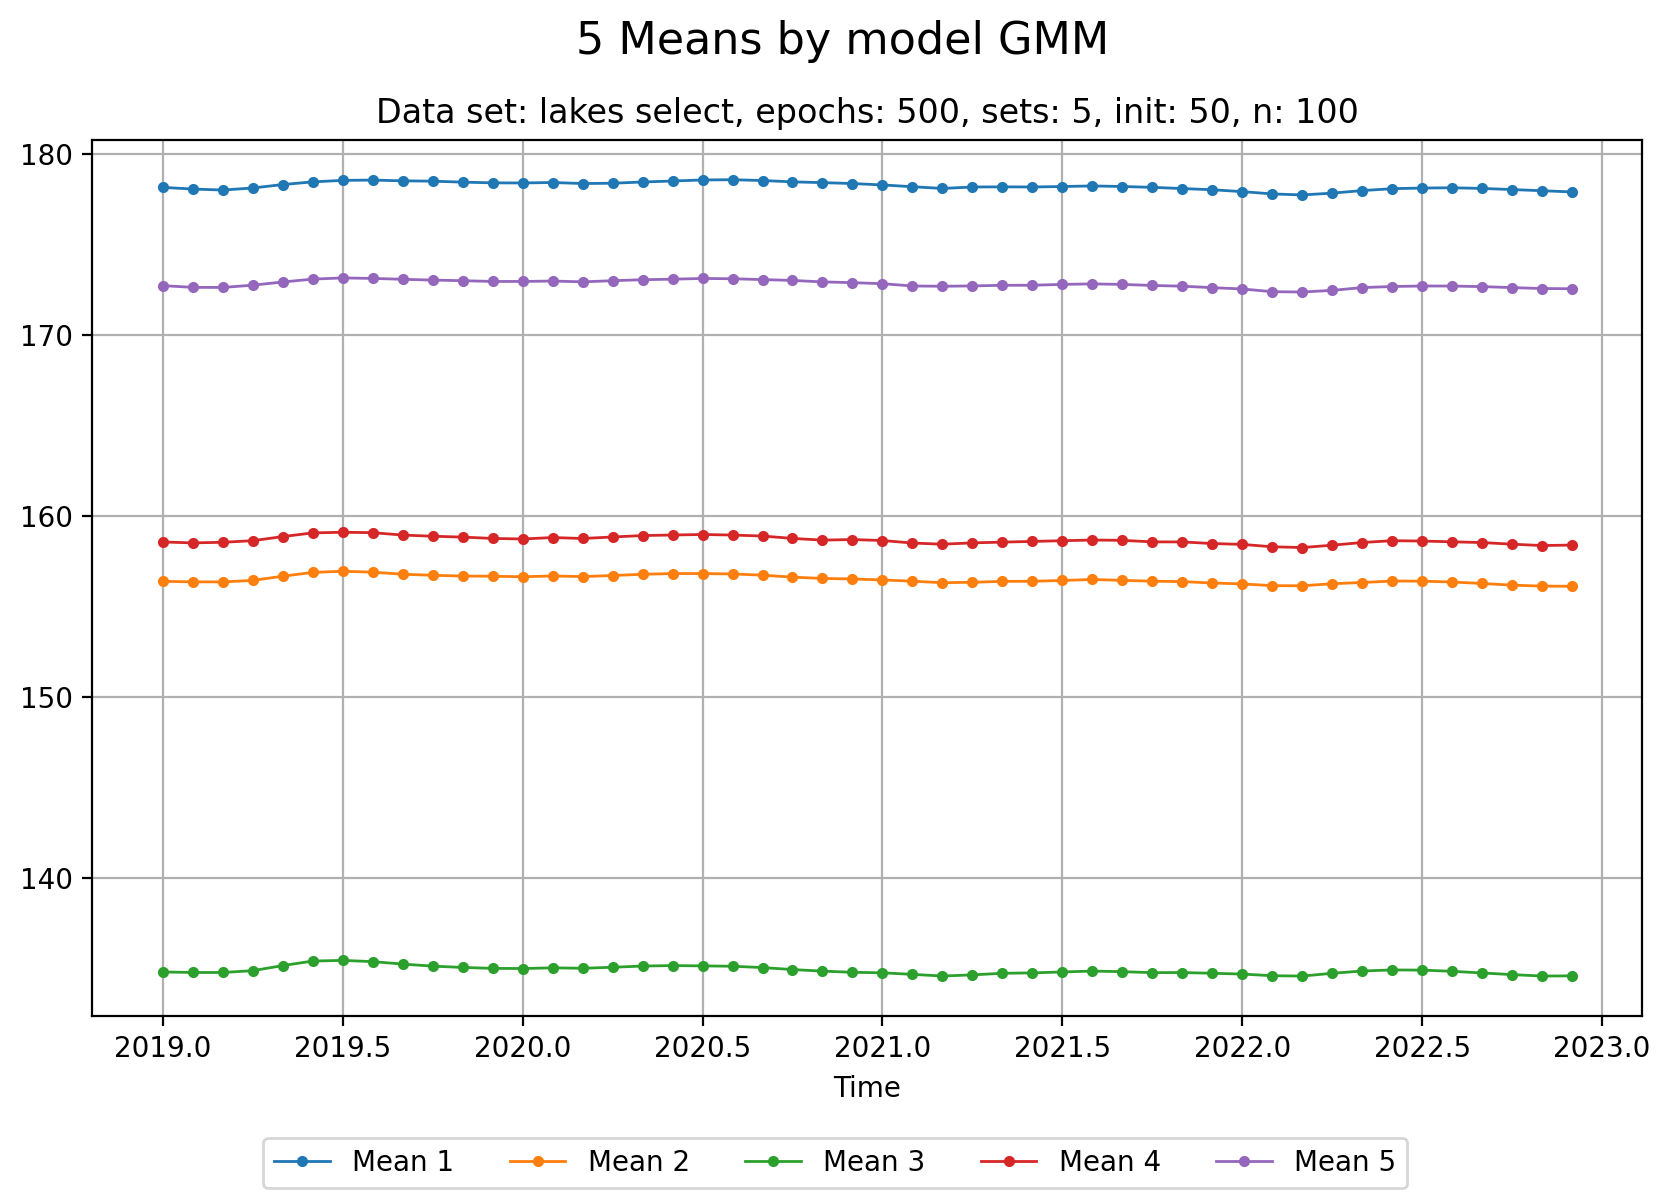 5 Means by model GMM
Data set: lakes select, epochs: 500, sets: 5, init: 50, n: 100
180
170
160
150
140
2019.0 2019.5 2020.0 2020.5 2021.0 2021.5 2022.0 2022.5 2023.0
Time
Mean 1 Mean 2 Mean 3 Mean 4 Mean 5